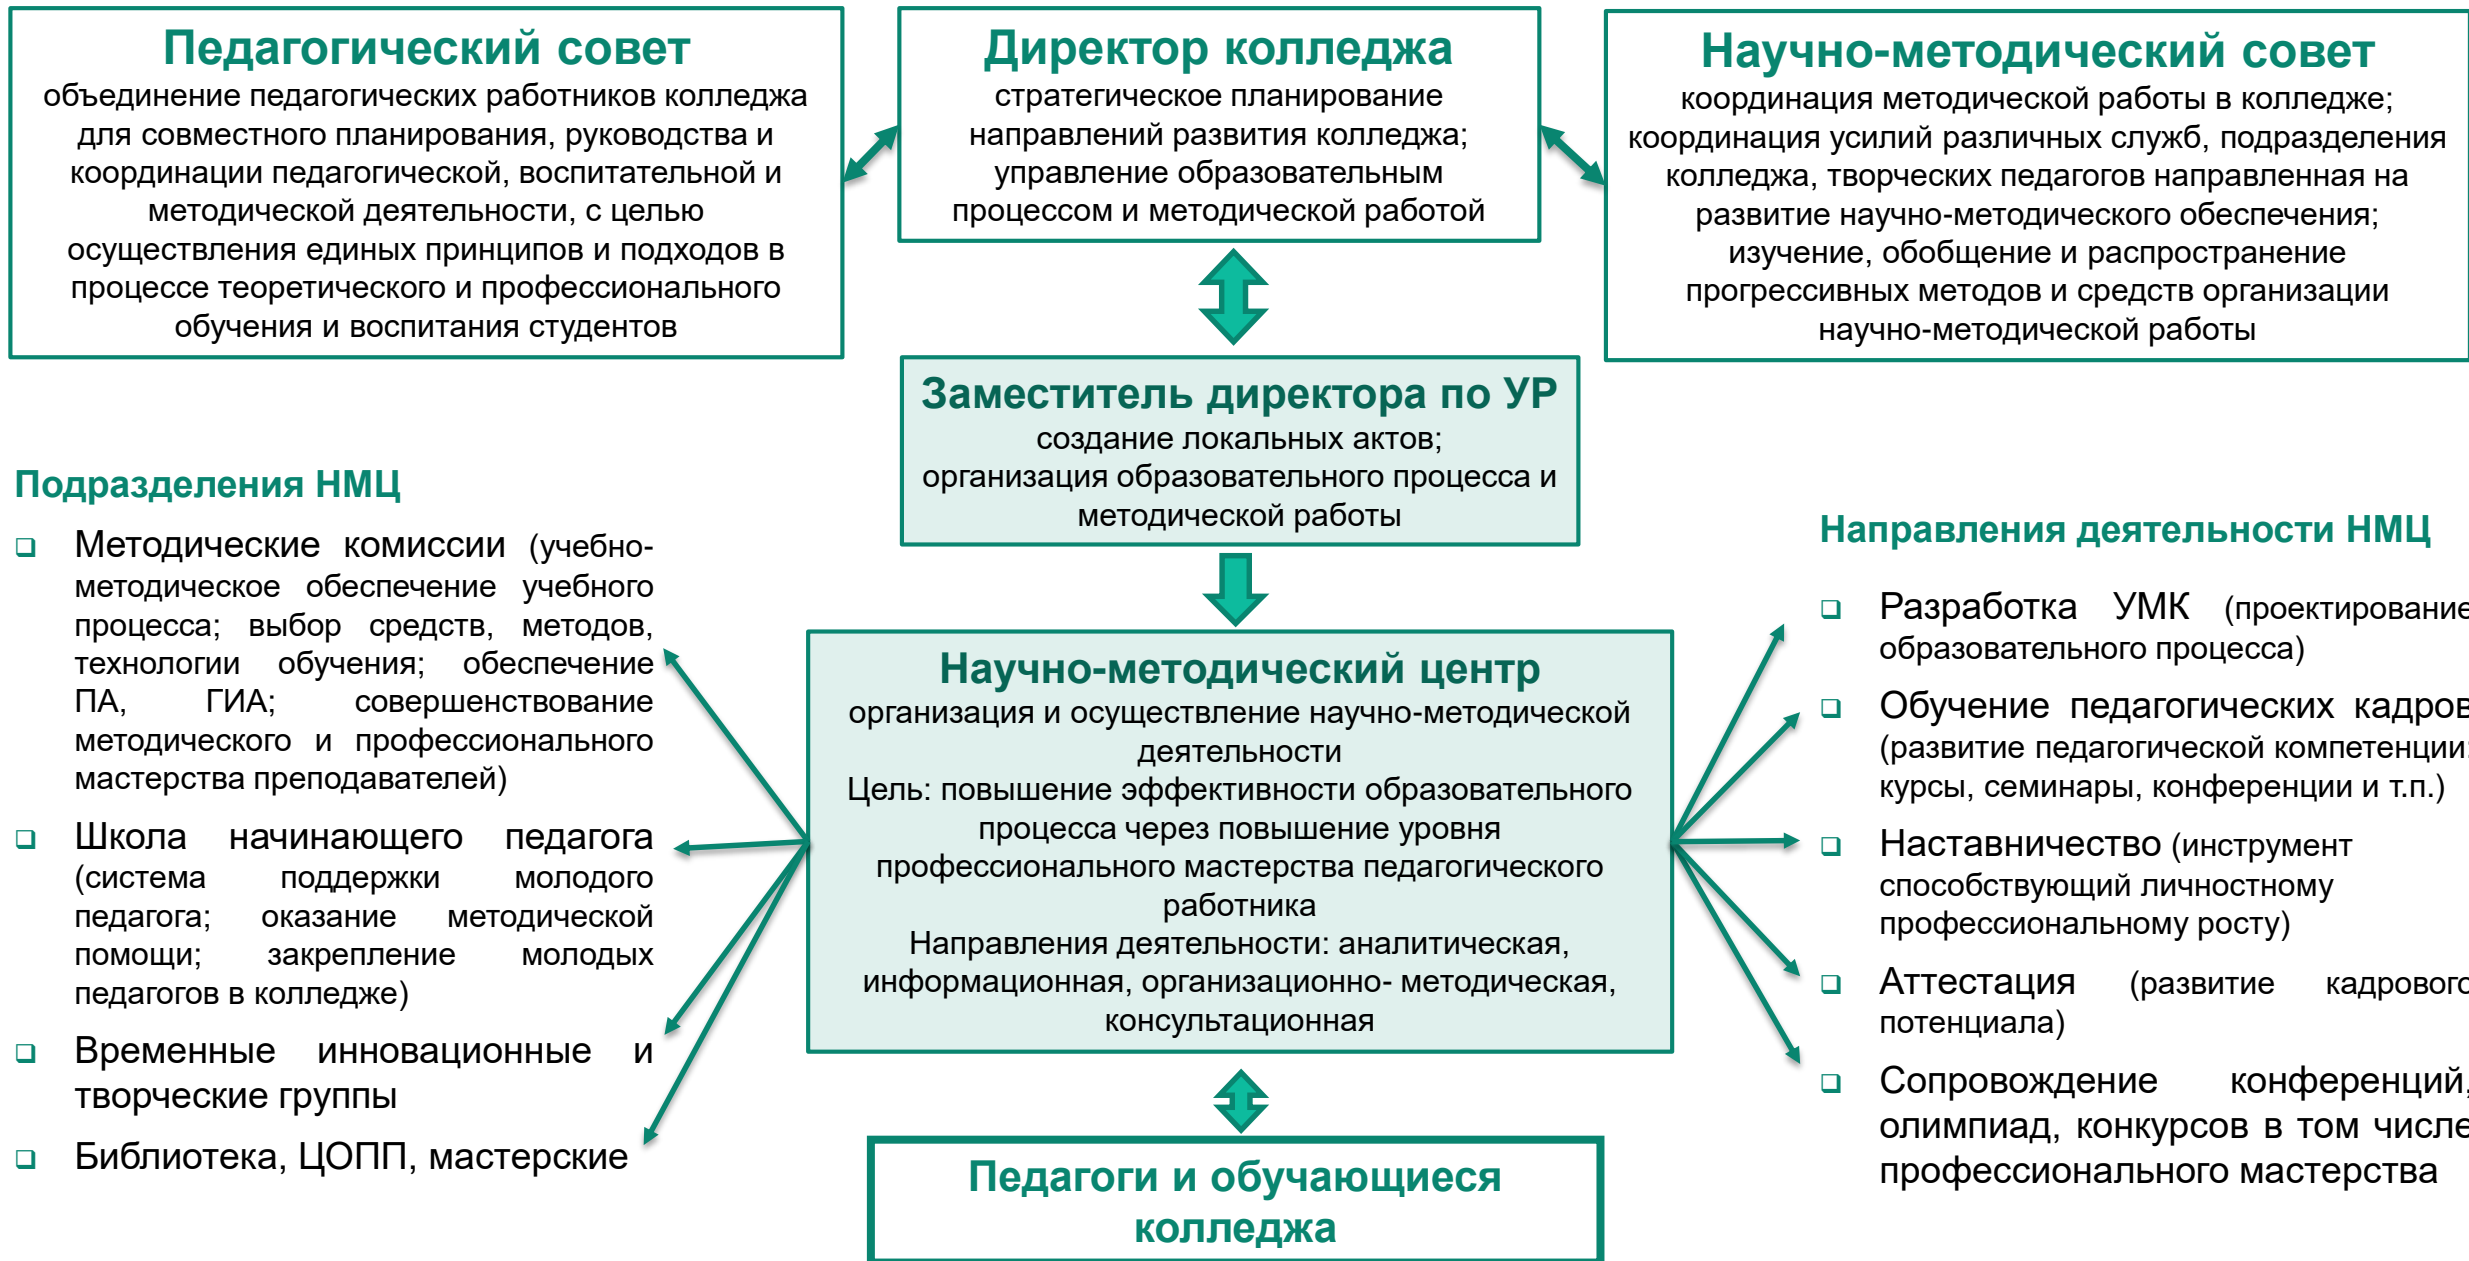 Педагогический совет
объединение педагогических работников колледжа
для совместного планирования, руководства и
координации педагогической, воспитательной и
методической деятельности, с целью
осуществления единых принципов и подходов в
процессе теоретического и профессионального
обучения и воспитания студентов
Директор колледжа
стратегическое планирование
направлений развития колледжа;
управление образовательным
процессом и методической работой
Научно-методический совет
координация методической работы в колледже;
координация усилий различных служб, подразделения
колледжа, творческих педагогов направленная на
развитие научно-методического обеспечения;
изучение, обобщение и распространение
прогрессивных методов и средств организации
научно-методической работы
Заместитель директора по УР
создание локальных актов;
организация образовательного процесса и
методической работы
Подразделения НМЦ
Методические комиссии (учебно-
методическое обеспечение учебного
процесса; выбор средств, методов,
технологии обучения; обеспечение
ПА, ГИА; совершенствование
методического и профессионального
мастерства преподавателей)
Школа начинающего педагога
(система поддержки молодого
педагога; оказание методической
помощи; закрепление молодых
педагогов в колледже)
Временные инновационные и
творческие группы
Библиотека, ЦОПП, мастерские
Научно-методический центр
организация и осуществление научно-методической
деятельности
Цель: повышение эффективности образовательного
процесса через повышение уровня
профессионального мастерства педагогического
работника
Направления деятельности: аналитическая,
информационная, организационно- методическая,
консультационная
Направления деятельности НМЦ
Разработка УМК (проектирование
образовательного процесса)
Обучение педагогических кадров
(развитие педагогической компетенции:
курсы, семинары, конференции и т.п.)
Наставничество (инструмент
способствующий личностному
профессиональному росту)
Аттестация (развитие кадрового
потенциала)
Сопровождение конференций,
олимпиад, конкурсов в том числе
профессионального мастерства
Педагоги и обучающиеся
колледжа